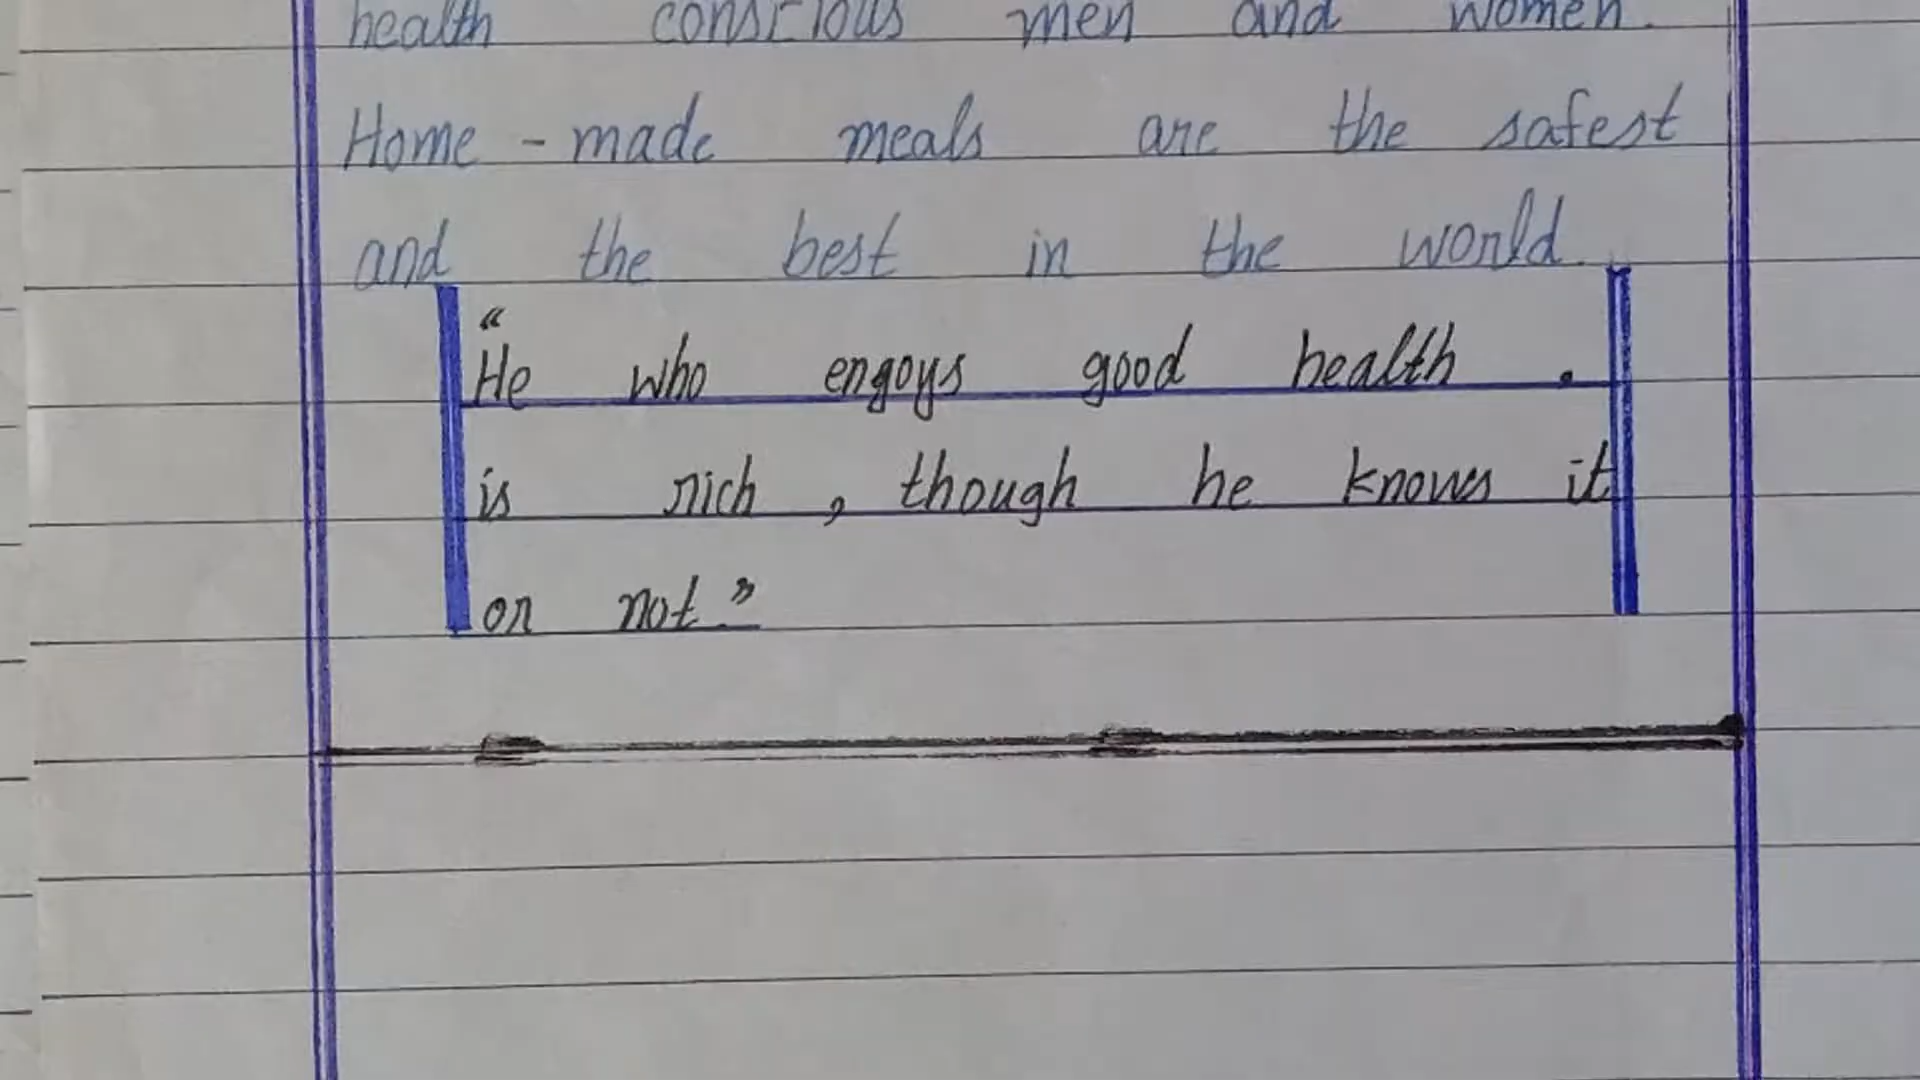 health conscious men and women.
Home - made meals are the safest
and the best in the world.
“He who engoys good health .
is rich , though he knows it
or not.”